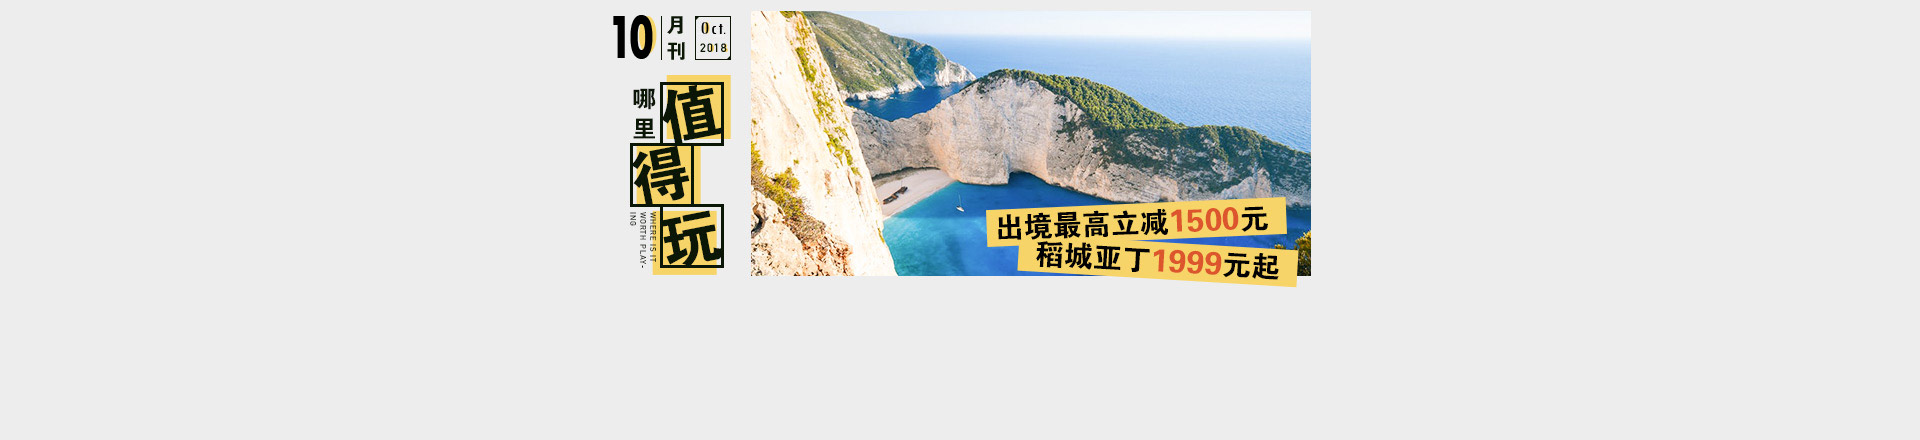 10
月刊
Oct.
2018
哪里
值得玩
WHERE IS IT
WORTH PLAY-
ING
出境最高立减1500元
稻城亚丁1999元起